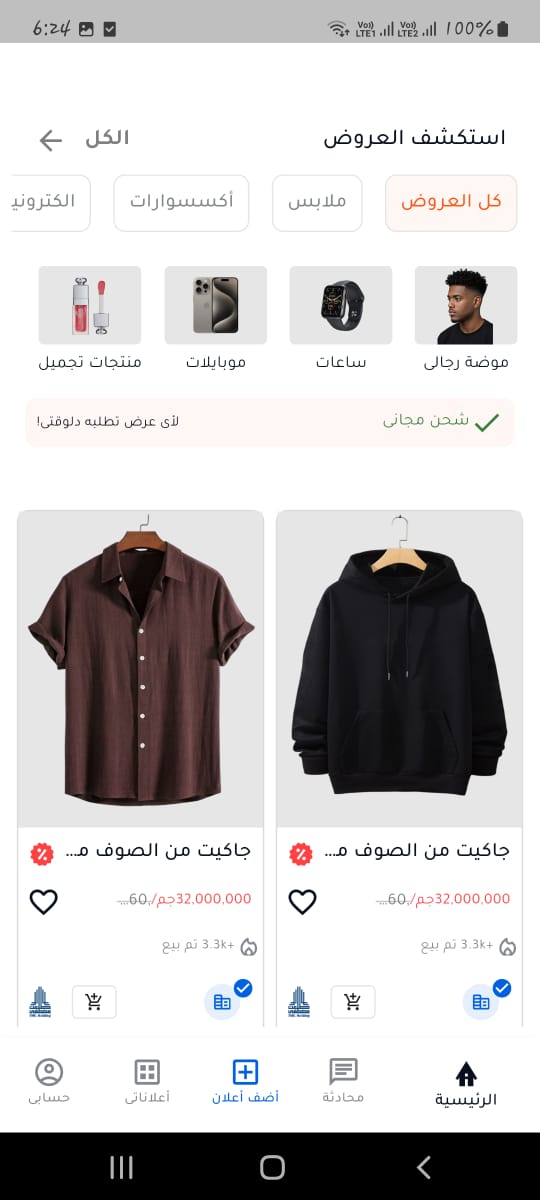 6:24 Vo)) LTE1 Vo)) LTE2 100%
استكشف العروض الكل
كل العروض ملابس أكسسوارات الكتروني
موضة رجالى ساعات موبايلات منتجات تجميل
شحن مجانى لأى عرض تطلبه دلوقتى!
جاكيت من الصوف م... جاكيت من الصوف م...
32,000,000جم/60,... 32,000,000جم/60,...
+3.3k تم بيع +3.3k تم بيع
الرئيسية محادثة أضف أعلان أعلاناتى حسابى